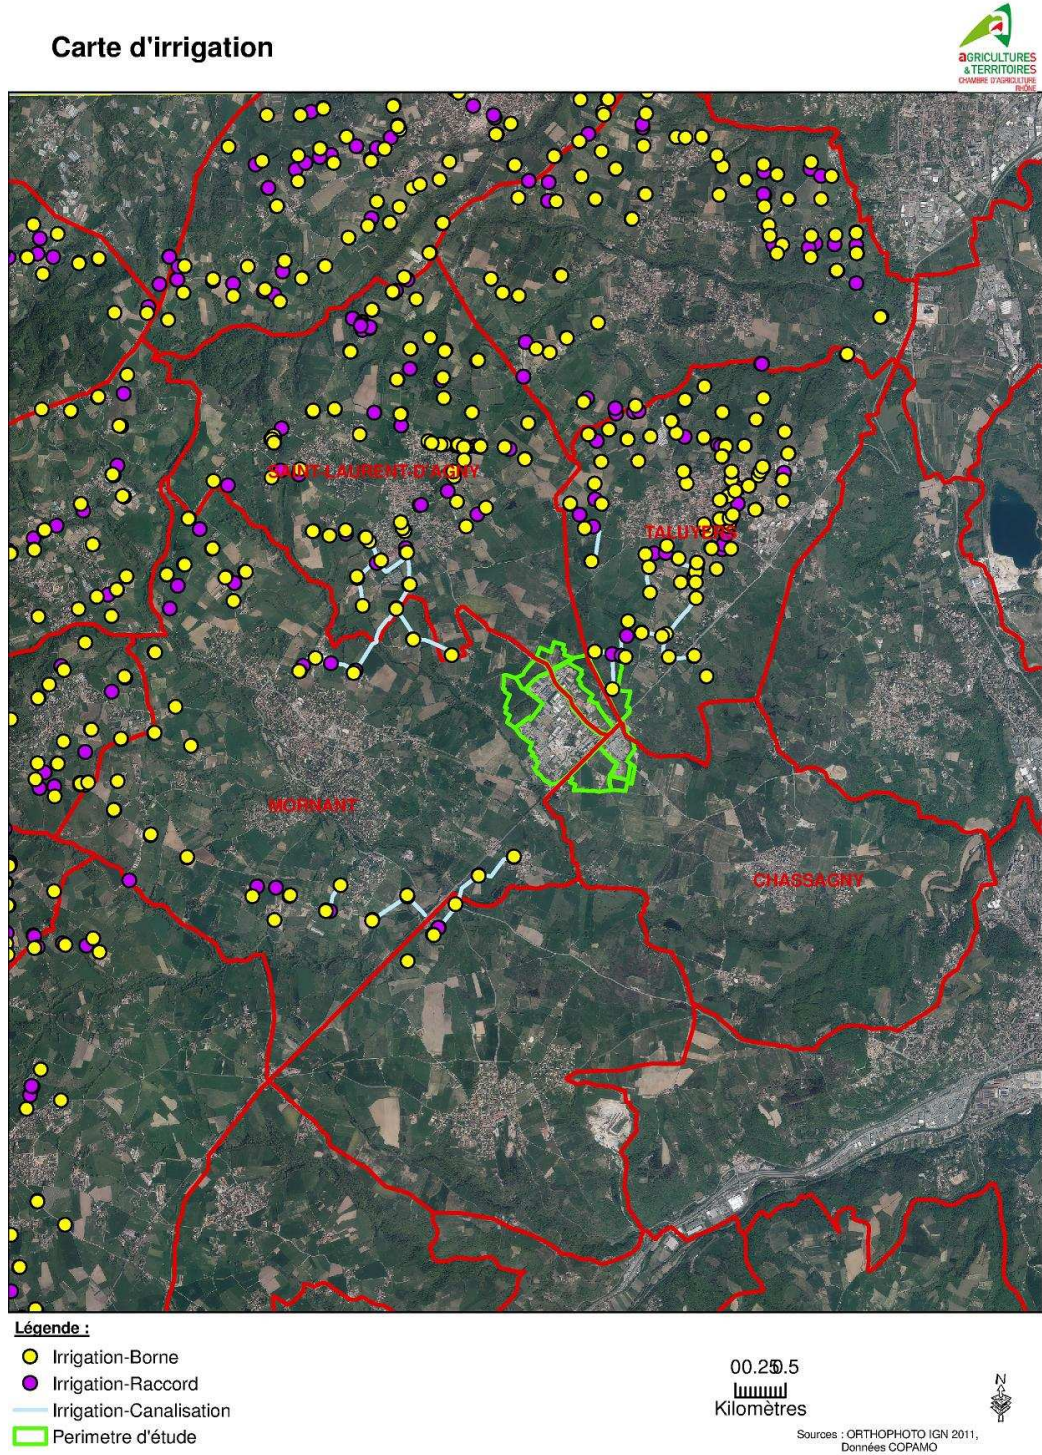 Carte d'irrigation
aGRICULTURES
& TERRITOIRES
CHAMBRE D'AGRICULTURE
RHÔNE
SAINT-LAURENT-D'AGNY
TALUYERS
MORNANT
CHASSAGNY
Légende :
Irrigation-Borne
Irrigation-Raccord
Irrigation-Canalisation
Perimetre d'étude
00.250.5
Kilomètres
N
Sources : ORTHOPHOTO IGN 2011,
Données COPAMO